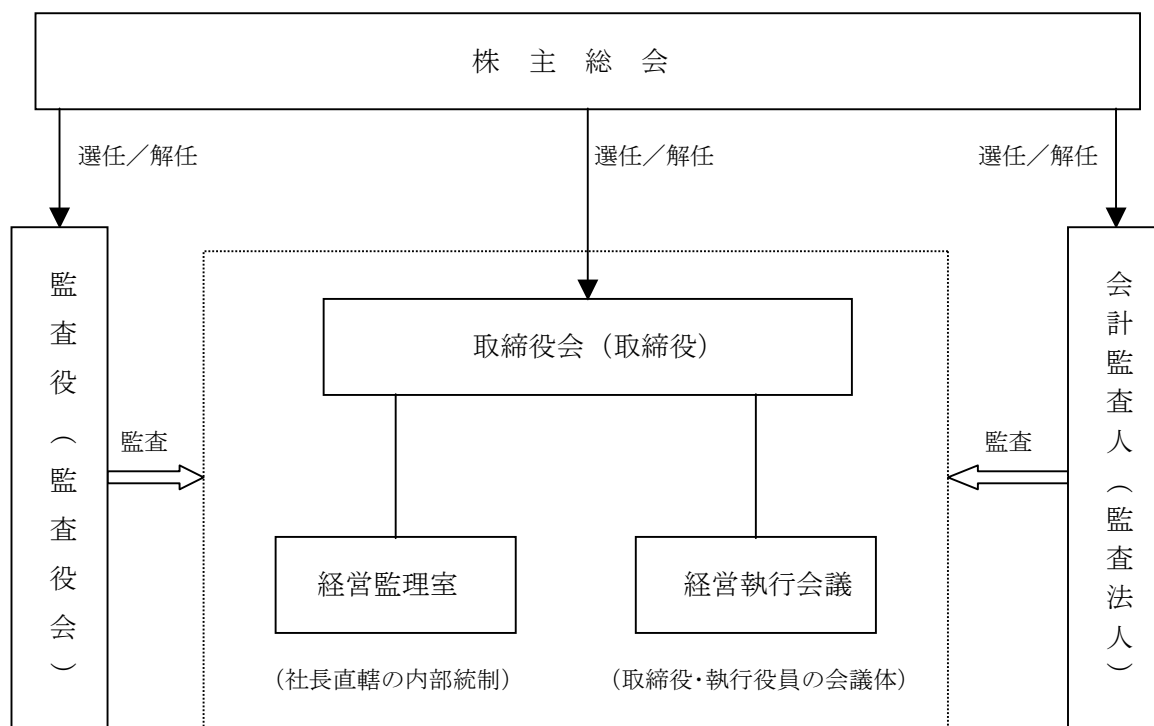 株　主　総　会
選任／解任
選任／解任
選任／解任
監査役（監査役会）
取締役会（取締役）
会計監査人（監査法人）
監査
監査
経営監理室
経営執行会議
（社長直轄の内部統制）
（取締役・執行役員の会議体）